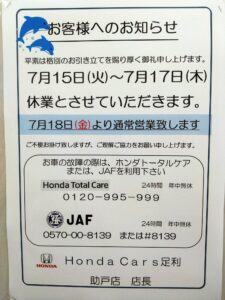 お客様へのお知らせ
平素は格別のお引き立てを賜り厚く御礼申し上げます。
7月15日(火)～7月17日(木)
休業とさせていただきます。
7月18日(金)より通常営業致します
ご不便お掛け致しますが、ご理解ご協力をお願い申し上げます。
お車の故障の際は、ホンダトータルケア
または、JAFを利用下さい
Honda Total Care 24時間 年中無休
0120-995-999
JAF 24時間 年中無休
0570-00-8139 または#8139
HONDA Honda Cars 足利
助戸店 店長